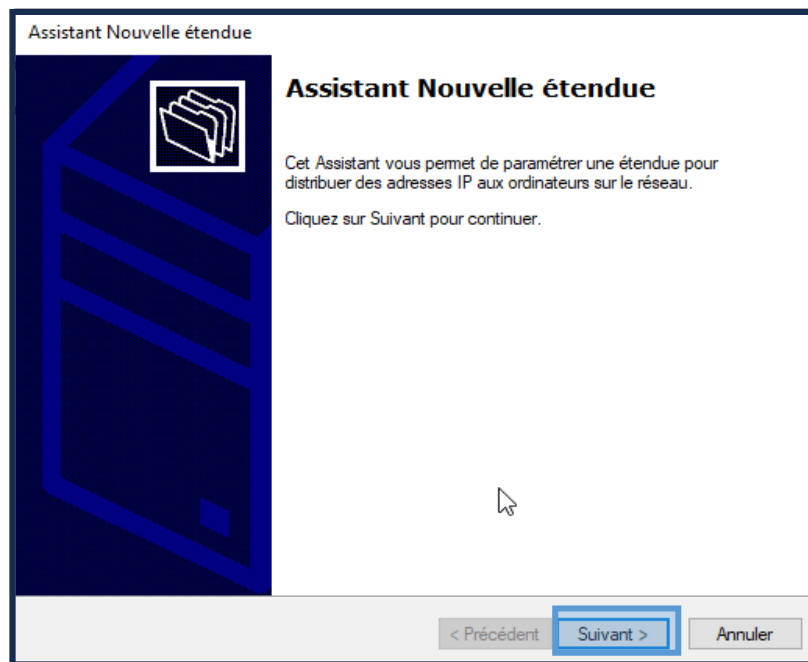 Assistant Nouvelle étendue
Assistant Nouvelle étendue
Cet Assistant vous permet de paramétrer une étendue pour
distribuer des adresses IP aux ordinateurs sur le réseau.
Cliquez sur Suivant pour continuer.
< Précédent Suivant > Annuler